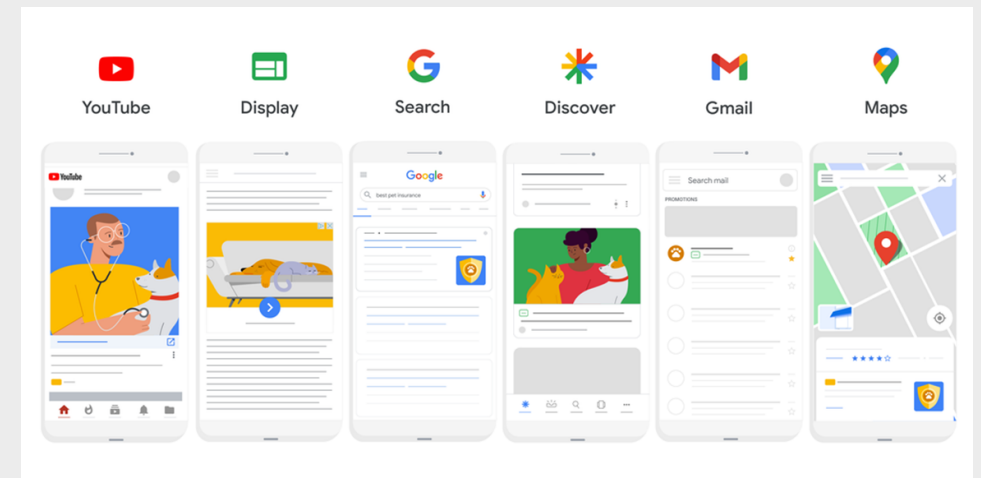 YouTube
Display
Search
Discover
Gmail
Maps
YouTube
Google
best pet insurance
Search mail
PROMOTIONS